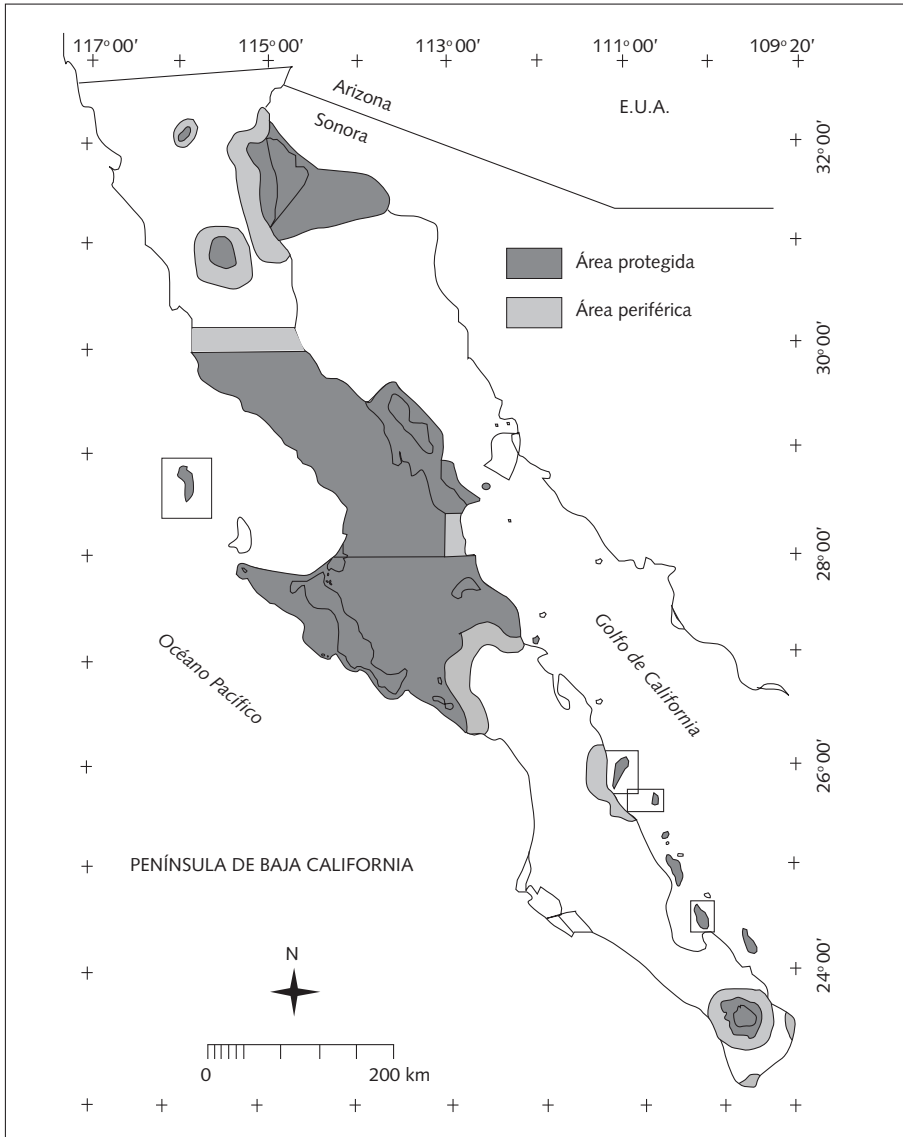 117°00′ 115°00′ 113°00′ 111°00′ 109°20′
Arizona
E.U.A.
Sonora
32°00′
Área protegida
Área periférica
30°00′
28°00′
Golfo de California
Océano Pacífico
26°00′
PENÍNSULA DE BAJA CALIFORNIA
N
24°00′
0 200 km